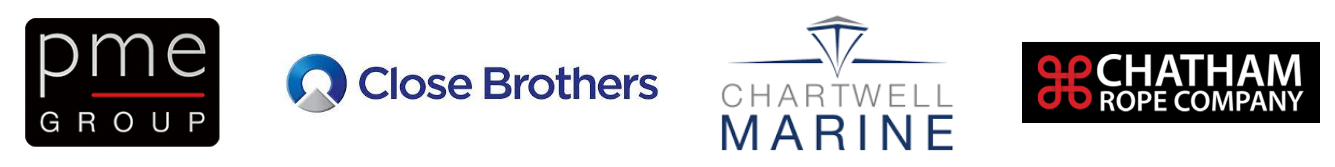 pme
GROUP
Close Brothers
CHARTWELL
MARINE
CHATHAM
ROPE COMPANY